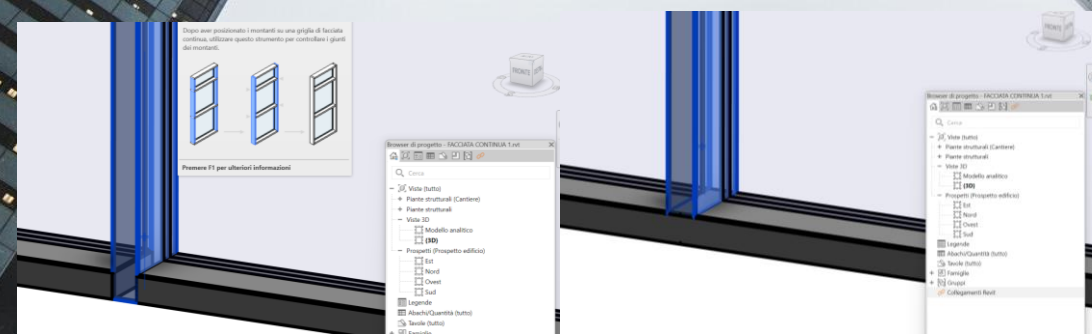 Dopo aver posizionato i montanti su una griglia di facciata
continua, utilizzare questo strumento per controllare i giunti
dei montanti.
Premere F1 per ulteriori informazioni
FRONTE
Browser di progetto - FACCIATA CONTINUA 1.rvt
Cerca
Viste (tutto)
Piante strutturali (Cantiere)
Piante strutturali
Viste 3D
Modello analitico
(3D)
Prospetti (Prospetto edificio)
Est
Nord
Ovest
Sud
Legende
Abachi/Quantità (tutto)
Tavole (tutto)
Famiglie
FRONTE
Browser di progetto - FACCIATA CONTINUA 1.rvt
Cerca
Viste (tutto)
Piante strutturali (Cantiere)
Piante strutturali
Viste 3D
Modello analitico
(3D)
Prospetti (Prospetto edificio)
Est
Nord
Ovest
Sud
Legende
Abachi/Quantità (tutto)
Tavole (tutto)
Famiglie
Gruppi
Collegamenti Revit